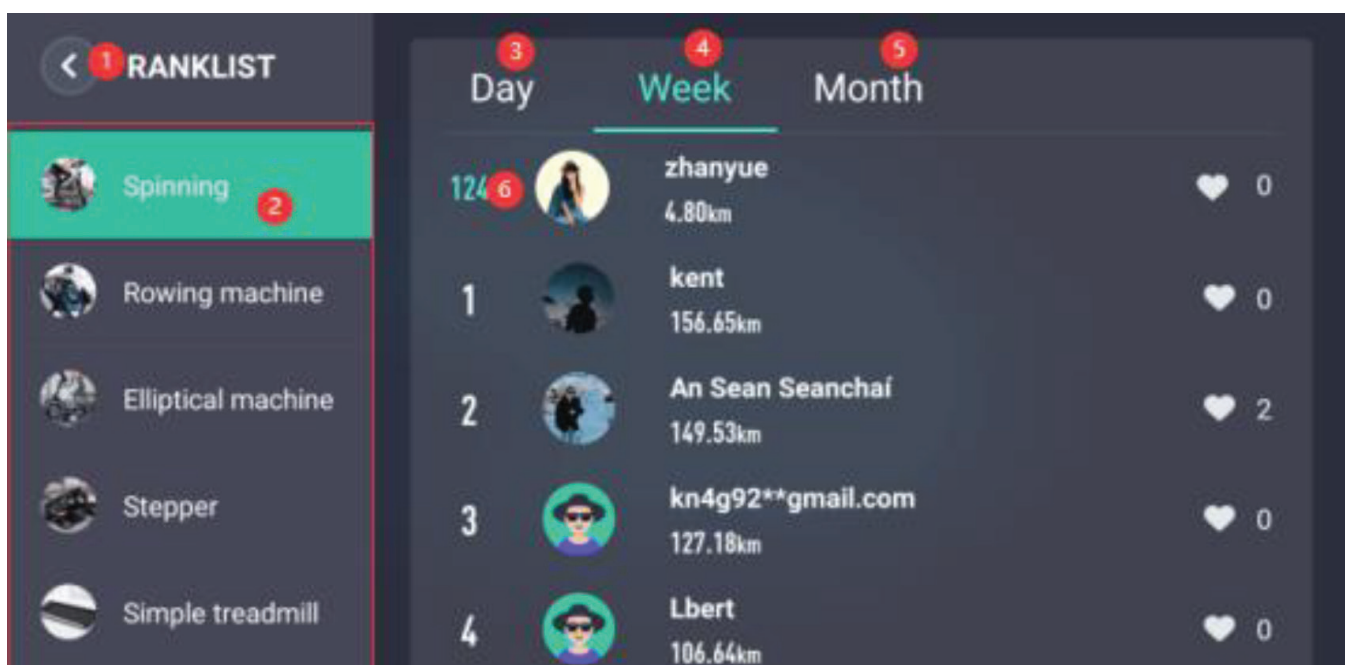 1 RANKLIST
Spinning
2
Rowing machine
Elliptical machine
Stepper
Simple treadmill
3 4 5
Day Week Month
124 6 zhanyue 0
4.80km
1 kent 0
156.65km
2 An Sean Seanchaí 2
149.53km
3 kn4g92**gmail.com 0
127.18km
4 Lbert 0
106.64km